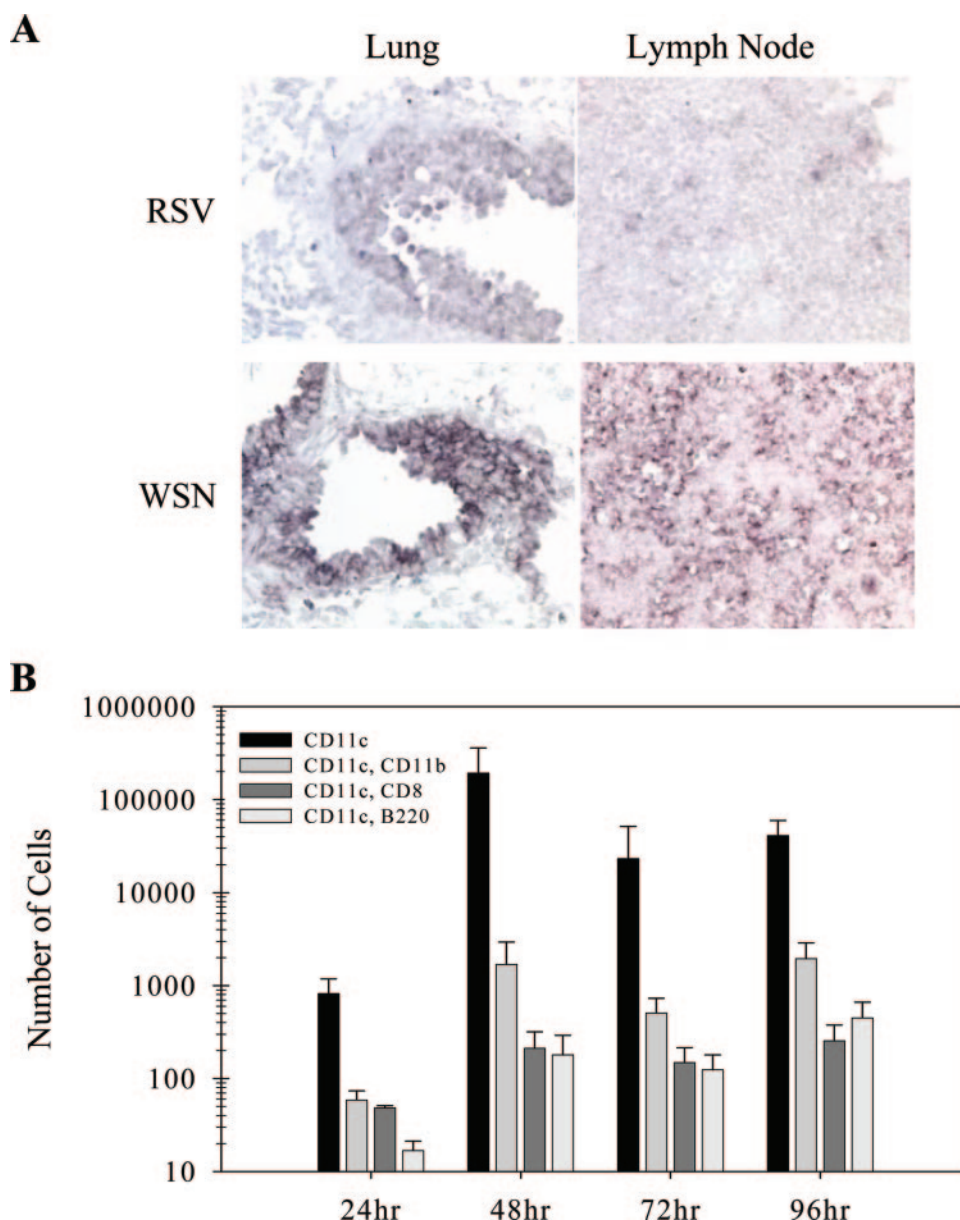 A
Lung
Lymph Node
RSV
WSN
B
1000000
100000
10000
1000
100
10
Number of Cells
CD11c
CD11c, CD11b
CD11c, CD8
CD11c, B220
24hr
48hr
72hr
96hr